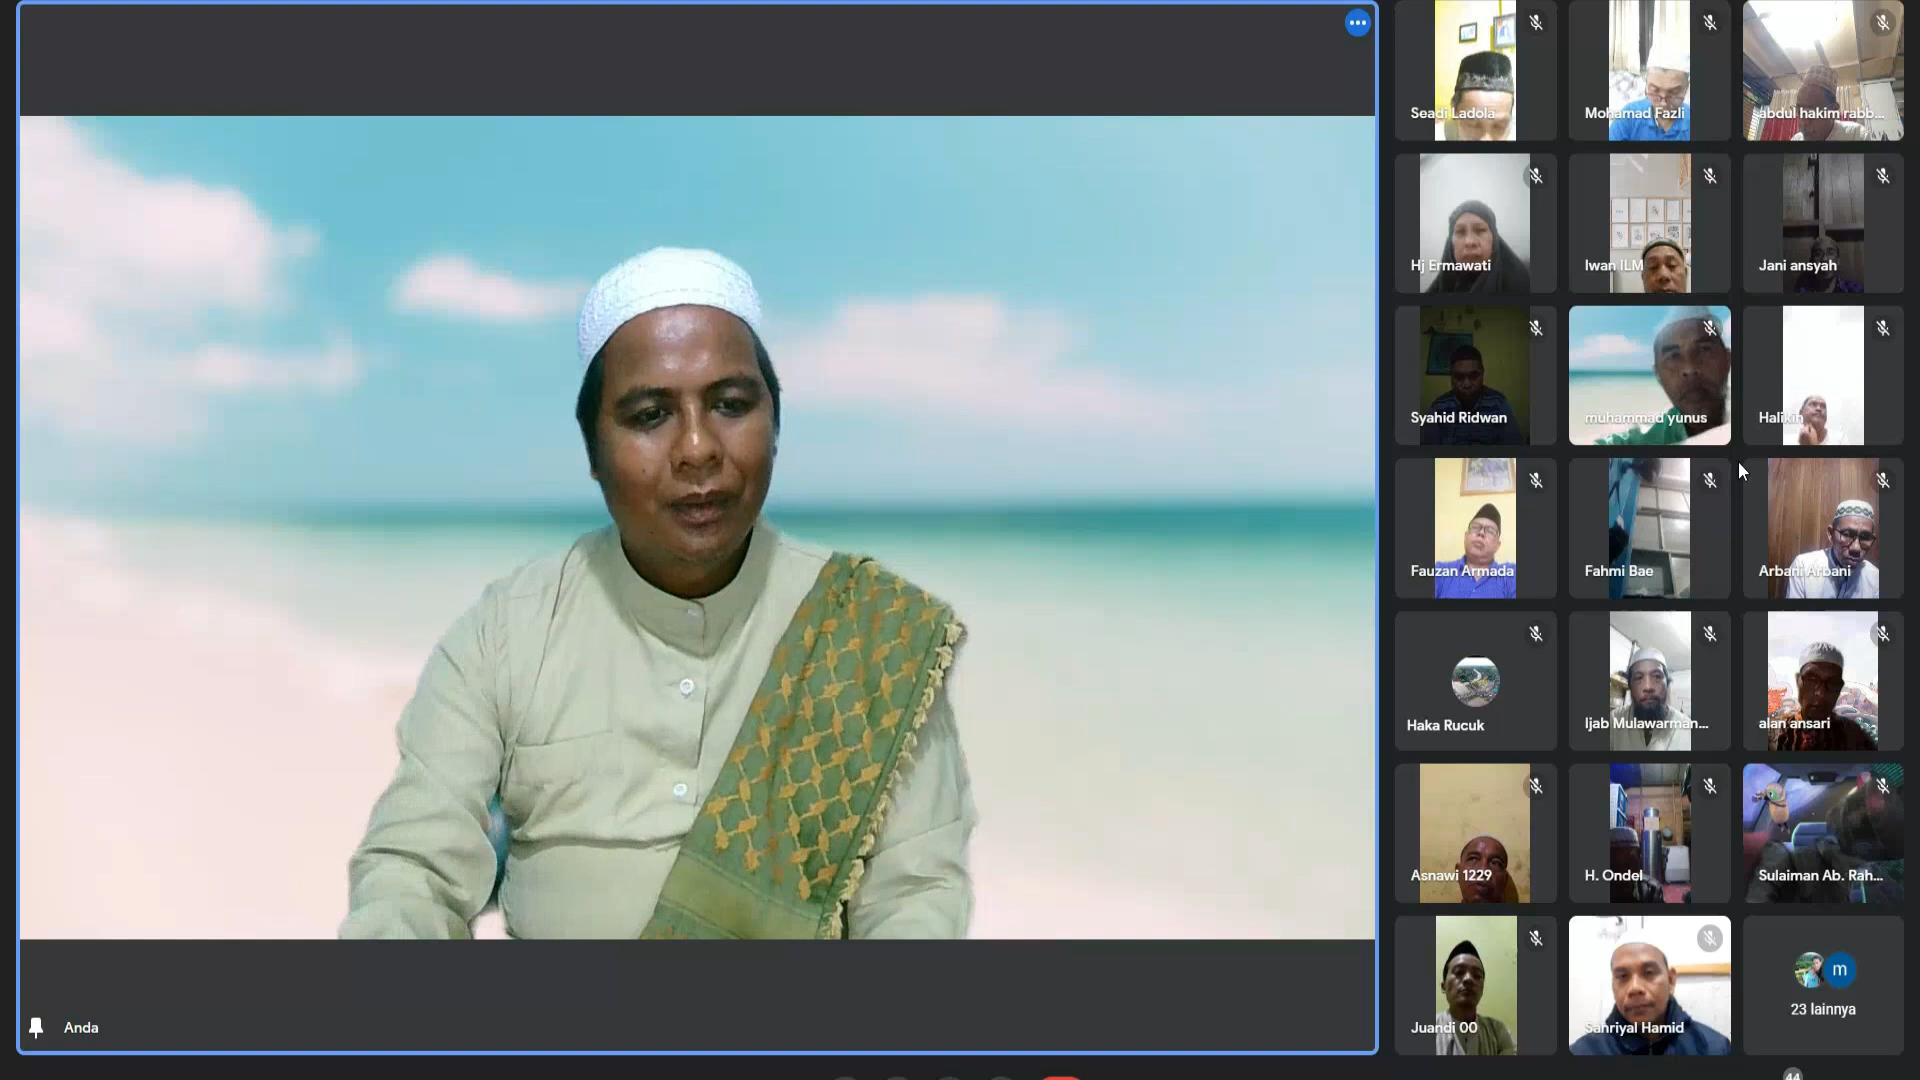 Seadi Ladola
Mohamad Fazli
abdul hakim rabb...
Hj Ermawati
Iwan ILM
Jani ansyah
Syahid Ridwan
muhammad yunus
Halikin
Fauzan Armada
Fahmi Bae
Arbani Arbani
Haka Rucuk
Ijab Mulawarman...
alan ansari
Asnawi 1229
H. Ondel
Sulaiman Ab. Rah...
Juandi 00
Sahriyal Hamid
m
23 lainnya
Anda
44